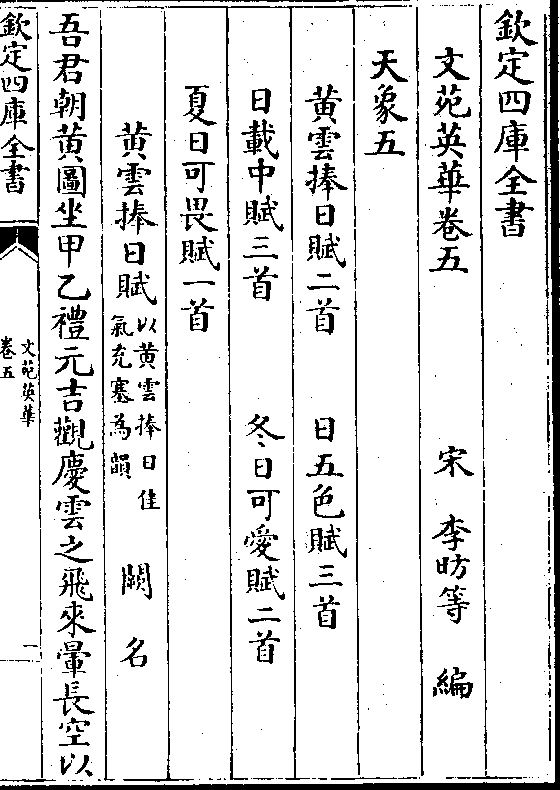 欽定四庫全書
文苑英華卷五　宋　李昉等　編
天象五
黄雲捧日賦二首　日五色賦三首
日載中賦三首　冬日可愛賦二首
夏日可畏賦一首
黄雲捧日賦以黄雲捧日佳氣充塞為韻　闕名
吾君朝黄圖坐甲乙禮元吉觀慶雲之飛來暈長空以
欽定四庫全書
文苑英華
卷五
一